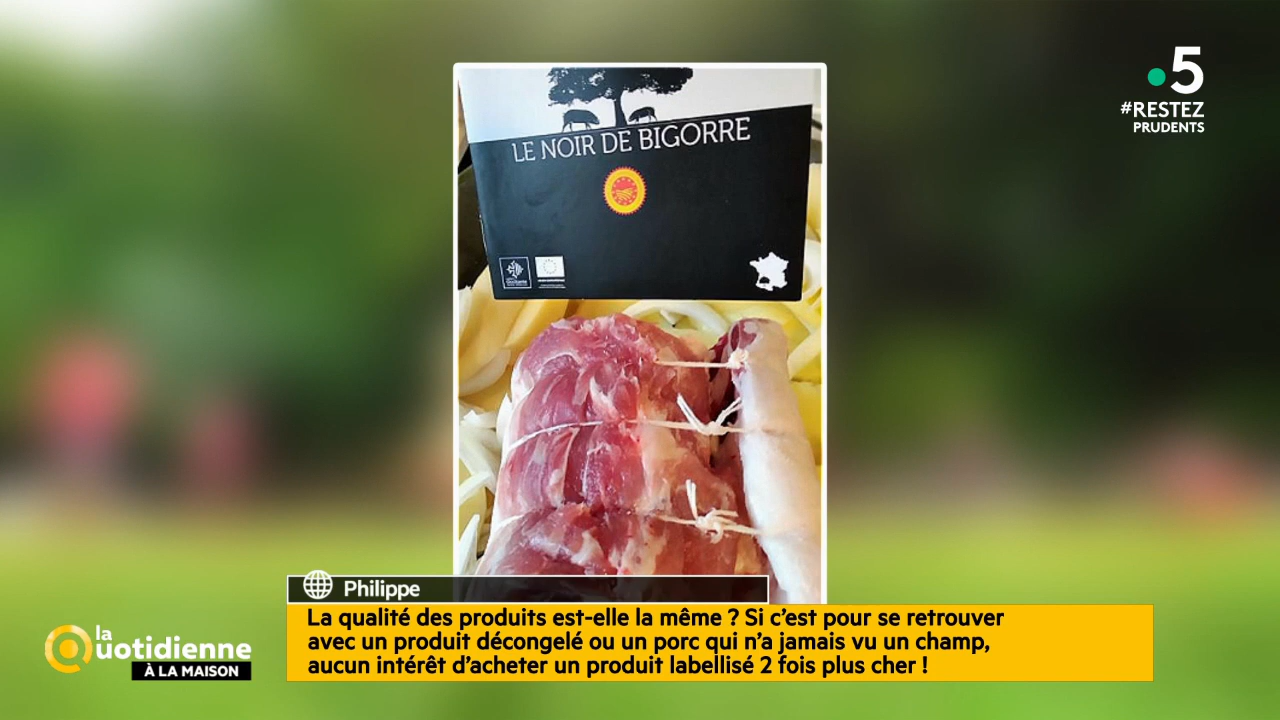 5
#RESTEZ
PRUDENTS
LE NOIR DE BIGORRE
Philippe
La qualité des produits est-elle la même ? Si c'est pour se retrouver
avec un produit décongelé ou un porc qui n'a jamais vu un champ,
aucun intérêt d'acheter un produit labellisé 2 fois plus cher !
la
Quotidienne
À LA MAISON